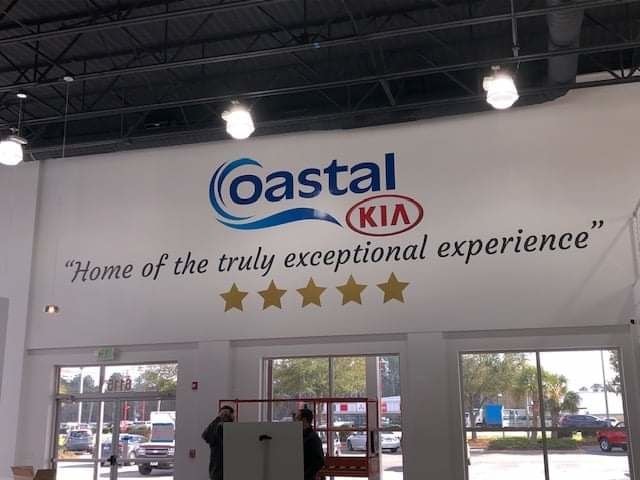 Coastal
KIA
“Home of the truly exceptional experience”